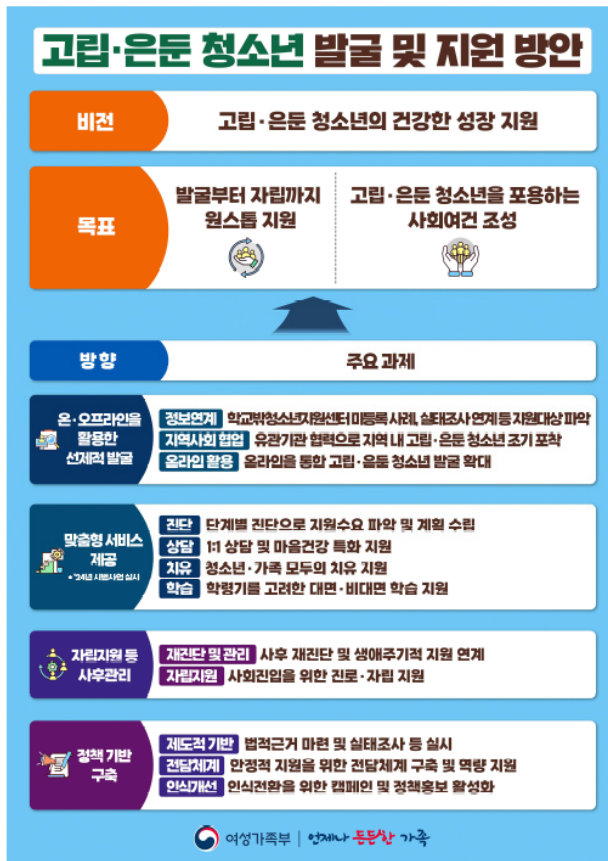 고립·은둔 청소년 발굴 및 지원 방안
비전
고립·은둔 청소년의 건강한 성장 지원
목표
발굴부터 자립까지
원스톱 지원
고립·은둔 청소년을 포용하는
사회여건 조성
방향
주요 과제
온·오프라인을
활용한
선제적 발굴
정보연계 학교밖청소년지원센터 미등록 사례, 실태조사 연계 등 지원대상 파악
지역사회 협업 유관기관 협력으로 지역 내 고립·은둔 청소년 조기 포착
온라인 활용 온라인을 통합 고립·은둔 청소년 발굴 확대
맞춤형 서비스
제공
• '24년 시범사업 실시
진단 단계별 진단으로 지원수요 파악 및 계획 수립
상담 1:1 상담 및 마음건강 특화 지원
치유 청소년·가족 모두의 치유 지원
학습 학령기를 고려한 대면·비대면 학습 지원
자립지원 등
사후관리
재진단 및 관리 사후 재진단 및 생애주기적 지원 연계
자립지원 사회진입을 위한 진로·자립 지원
정책 기반
구축
제도적 기반 법적근거 마련 및 실태조사 등 실시
전담체계 안정적 지원을 위한 전담체계 구축 및 역량 지원
인식개선 인식전환을 위한 캠페인 및 정책홍보 활성화
여성가족부 | 언제나 든든한 가족